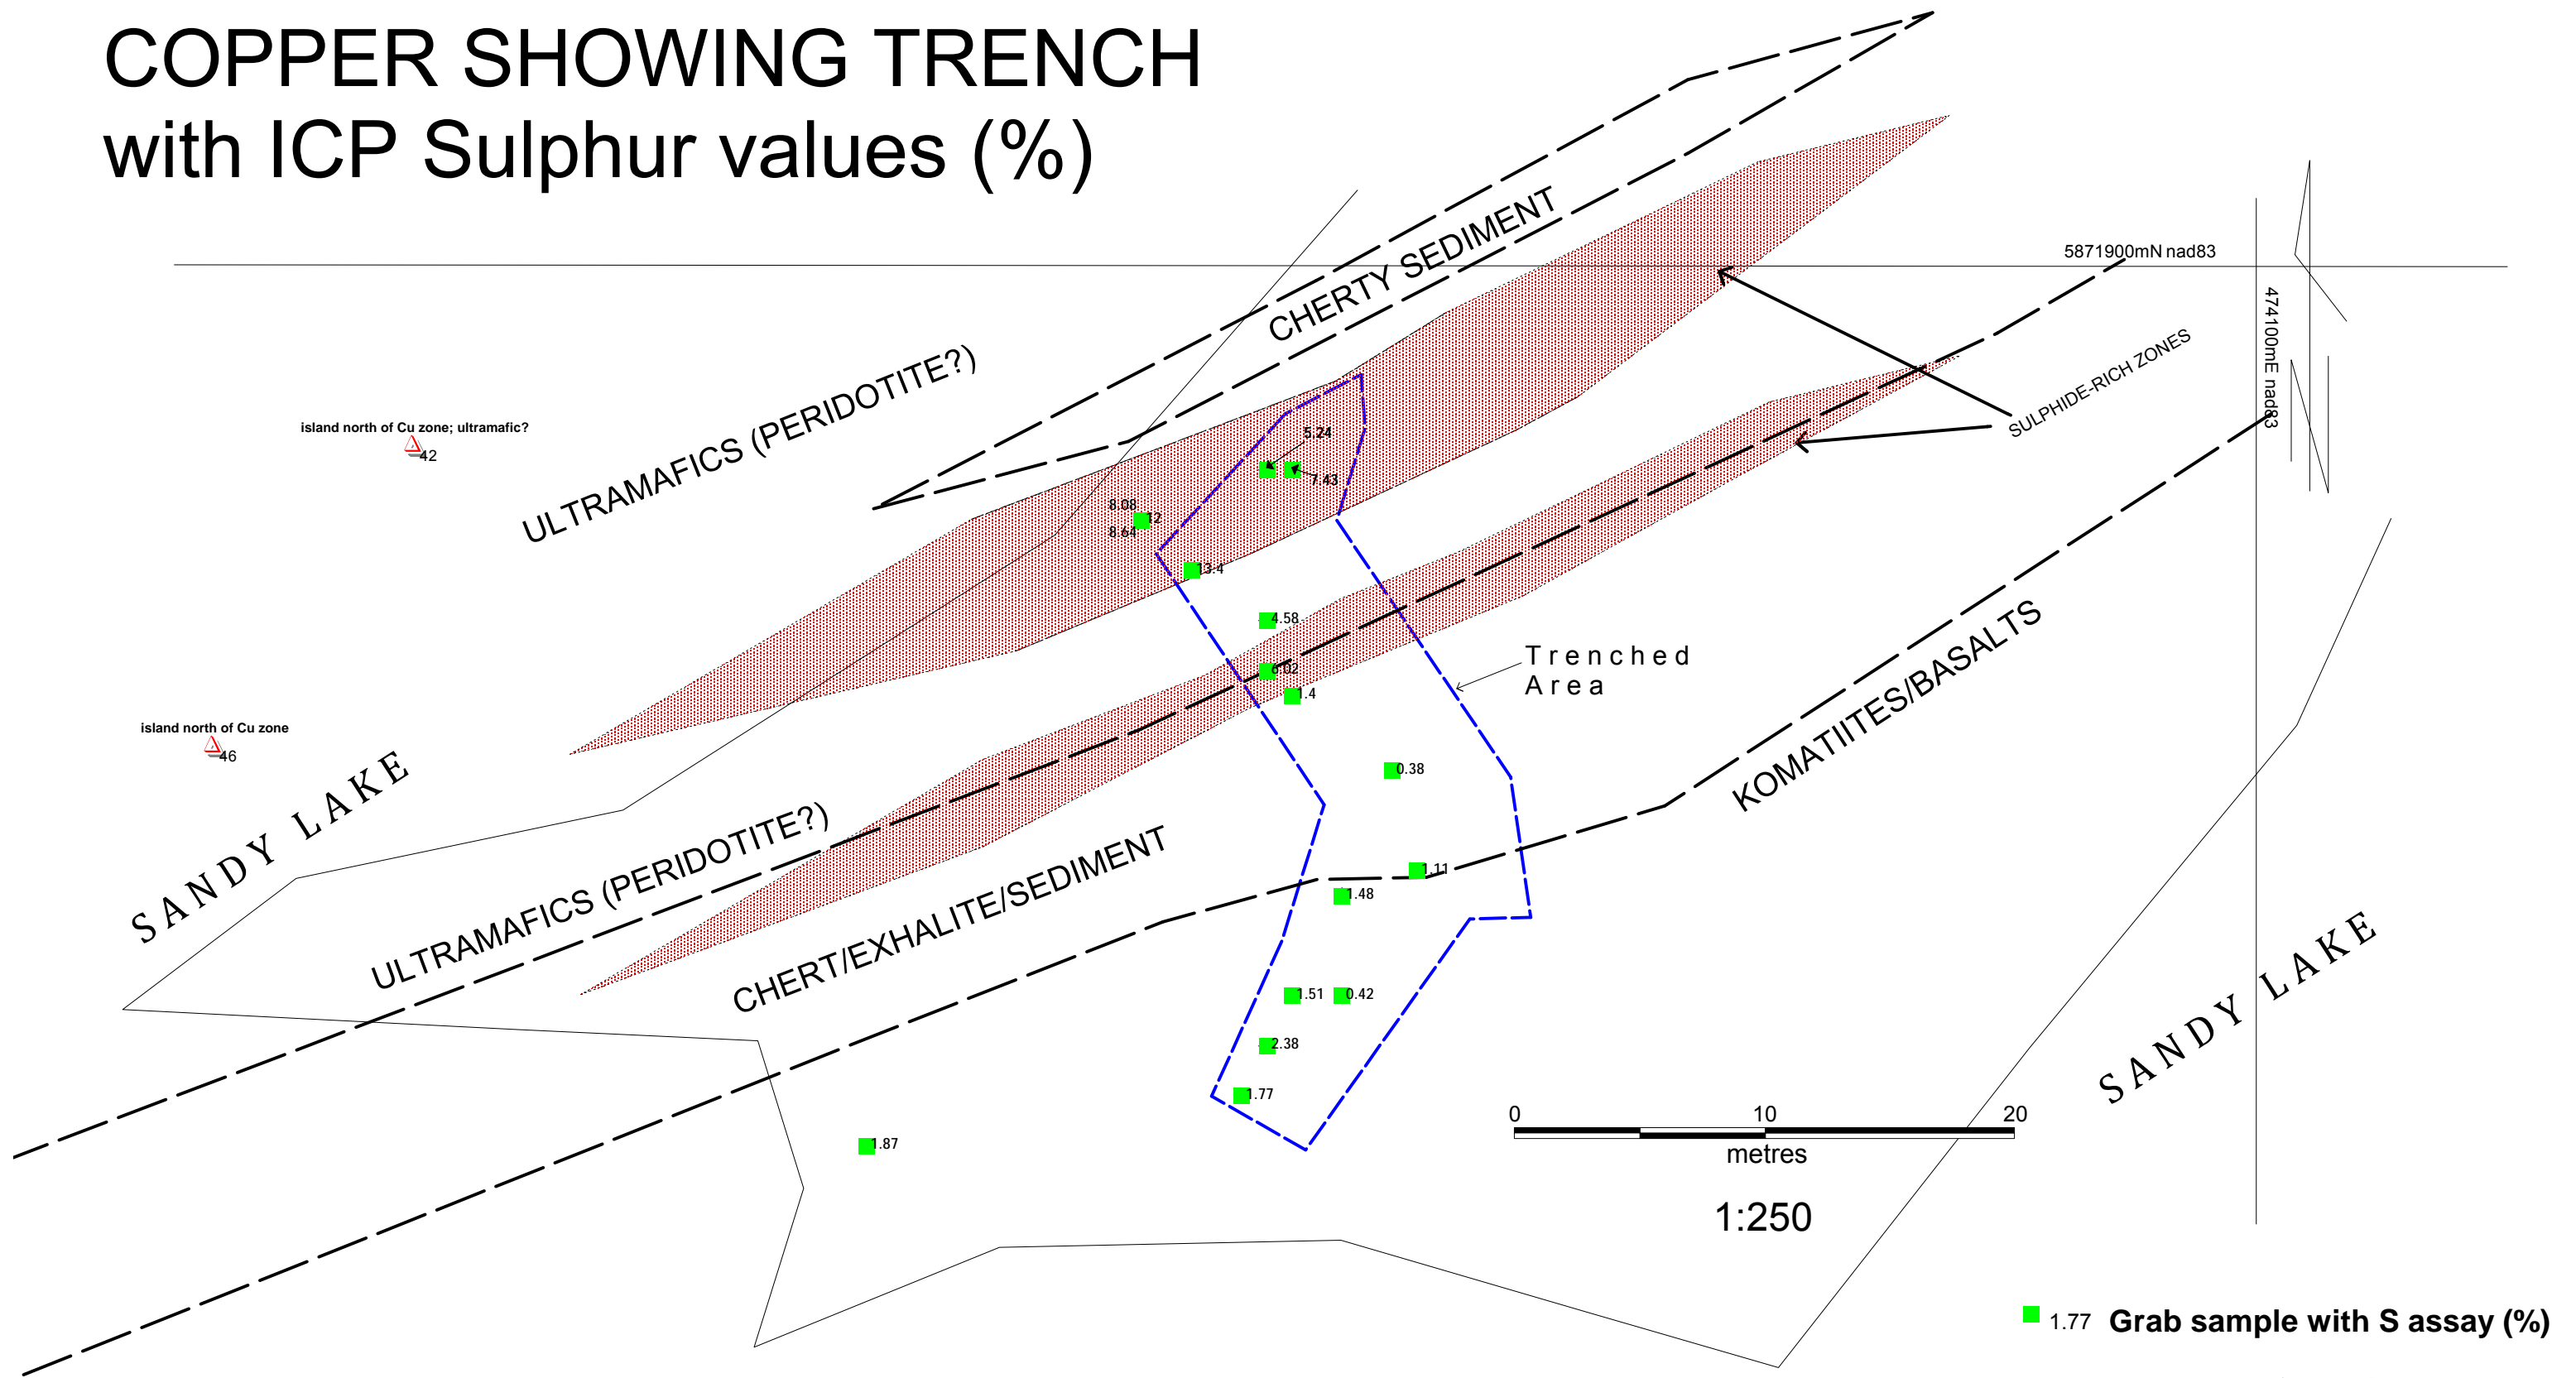 COPPER SHOWING TRENCH
with ICP Sulphur values (%)
CHERTY SEDIMENT
5871900mN nad83
474100mE nad83
SULPHIDE-RICH ZONES
ULTRAMAFICS (PERIDOTITE?)
island north of Cu zone; ultramafic?
42
5.24
7.43
8.08
12
8.64
13.4
4.58
6.02
1.4
Trenched
Area
KOMATIITES/BASALTS
island north of Cu zone
46
SANDY LAKE
0.38
ULTRAMAFICS (PERIDOTITE?)
CHERT/EXHALITE/SEDIMENT
1.11
1.48
1.51
0.42
2.38
1.77
1.87
SANDY LAKE
0 10 20
metres
1:250
1.77 Grab sample with S assay (%)